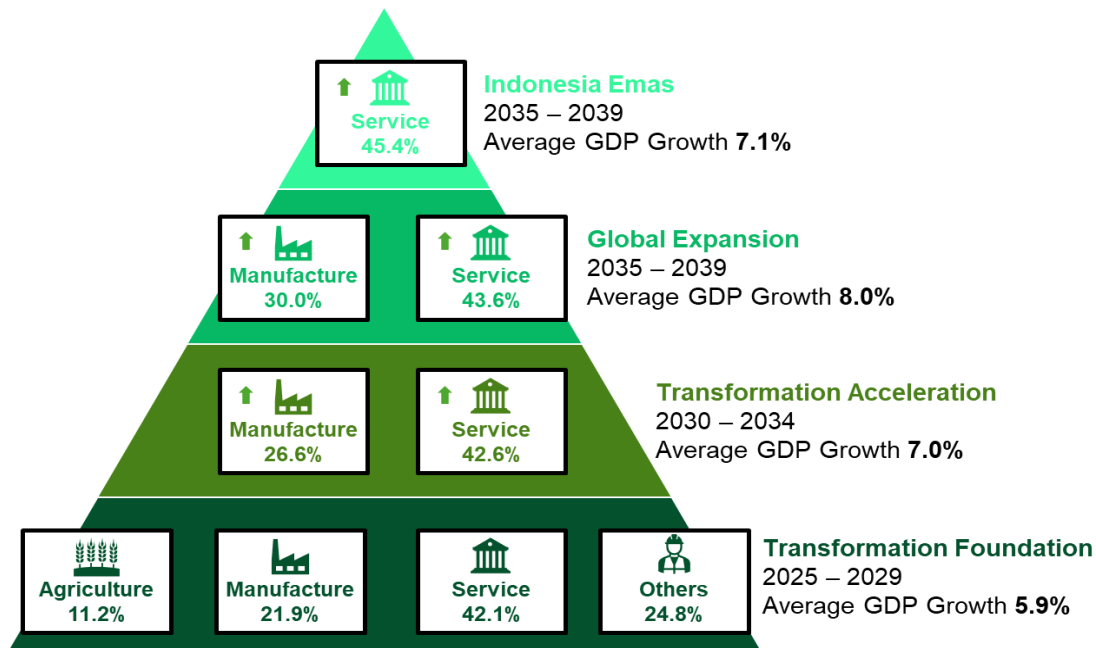 Service
45.4%
Indonesia Emas
2035 – 2039
Average GDP Growth 7.1%
Manufacture
30.0%
Service
43.6%
Global Expansion
2035 – 2039
Average GDP Growth 8.0%
Manufacture
26.6%
Service
42.6%
Transformation Acceleration
2030 – 2034
Average GDP Growth 7.0%
Agriculture
11.2%
Manufacture
21.9%
Service
42.1%
Others
24.8%
Transformation Foundation
2025 – 2029
Average GDP Growth 5.9%